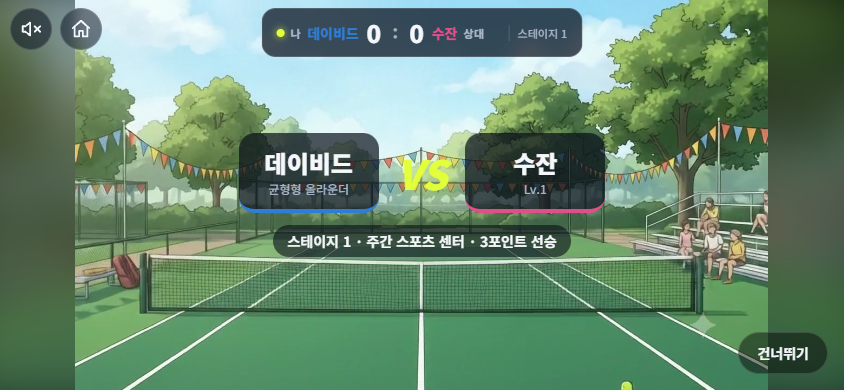 나 데이비드 0 : 0 수잔 상대 스테이지 1
데이비드
균형형 올라운더
VS
수잔
Lv.1
스테이지 1 · 주간 스포츠 센터 · 3포인트 선승
건너뛰기